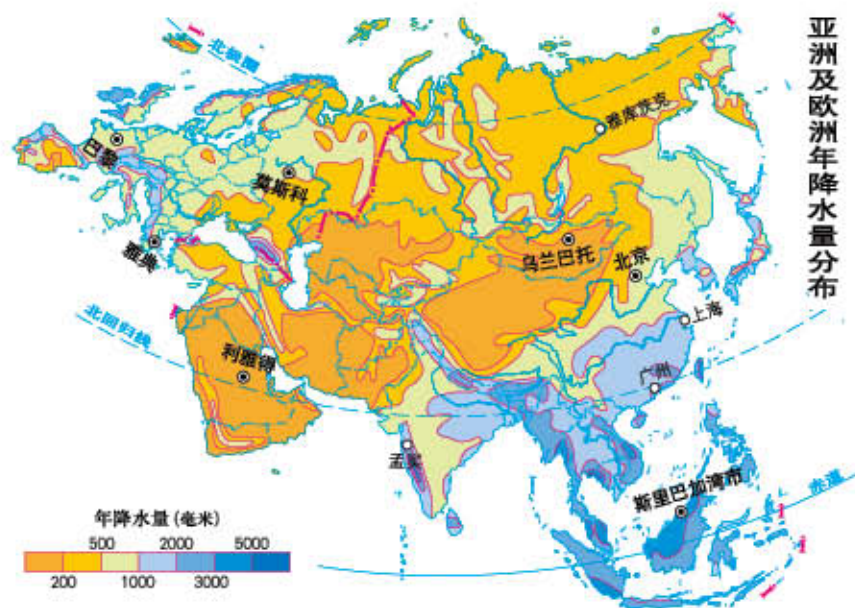 亚洲及欧洲年降水量分布
北极圈
雅库茨克
巴黎
莫斯科
雅典
乌兰巴托
北京
上海
北回归线
利雅得
广州
孟买
斯里巴加湾市
赤道
年降水量(毫米)
500 2000 5000
200 1000 3000